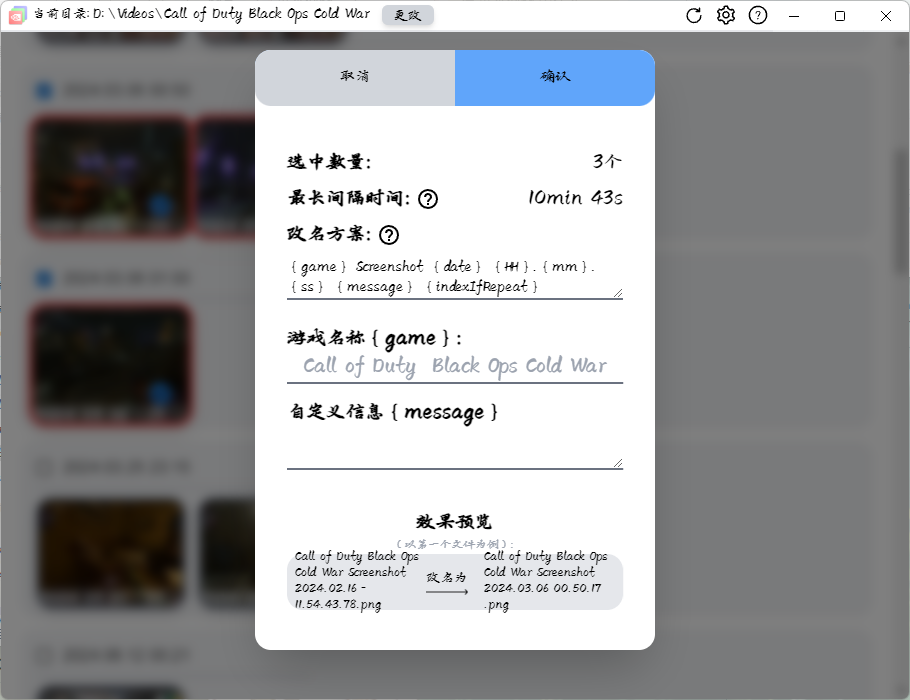 当前目录: D:\Videos\Call of Duty Black Ops Cold War 更改
取消 确认
选中数量: 3个
最长间隔时间: 10min 43s
改名方案:
{game} Screenshot {date} {HH}.{mm}.
{ss} {message} {indexIfRepeat}
游戏名称{game}:
Call of Duty  Black Ops Cold War
自定义信息{message}
效果预览
(以第一个文件为例):
Call of Duty Black Ops
Cold War Screenshot
2024.02.16 -
11.54.43.78.png
改名为
Call of Duty Black Ops
Cold War Screenshot
2024.03.06 00.50.17
.png